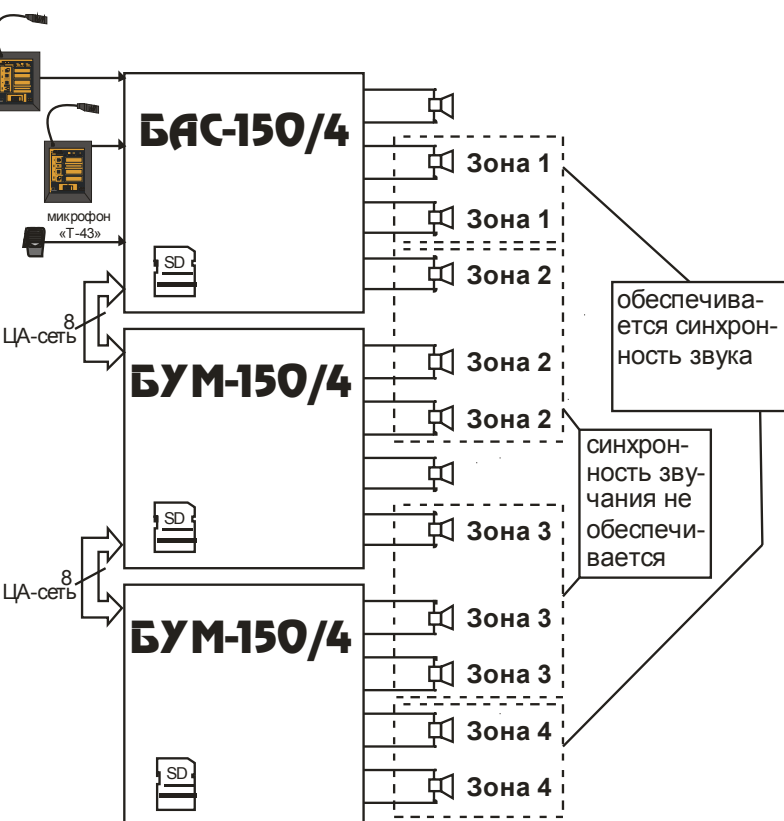 БАС-150/4
микрофон
«Т-43»
SD
Зона 1
Зона 1
Зона 2
8
ЦА-сеть
обеспечива-
ется синхрон-
ность звука
БУМ-150/4
SD
Зона 2
Зона 2
Зона 3
синхрон-
ность зву-
чания не
обеспечи-
вается
8
ЦА-сеть
БУМ-150/4
SD
Зона 3
Зона 3
Зона 4
Зона 4